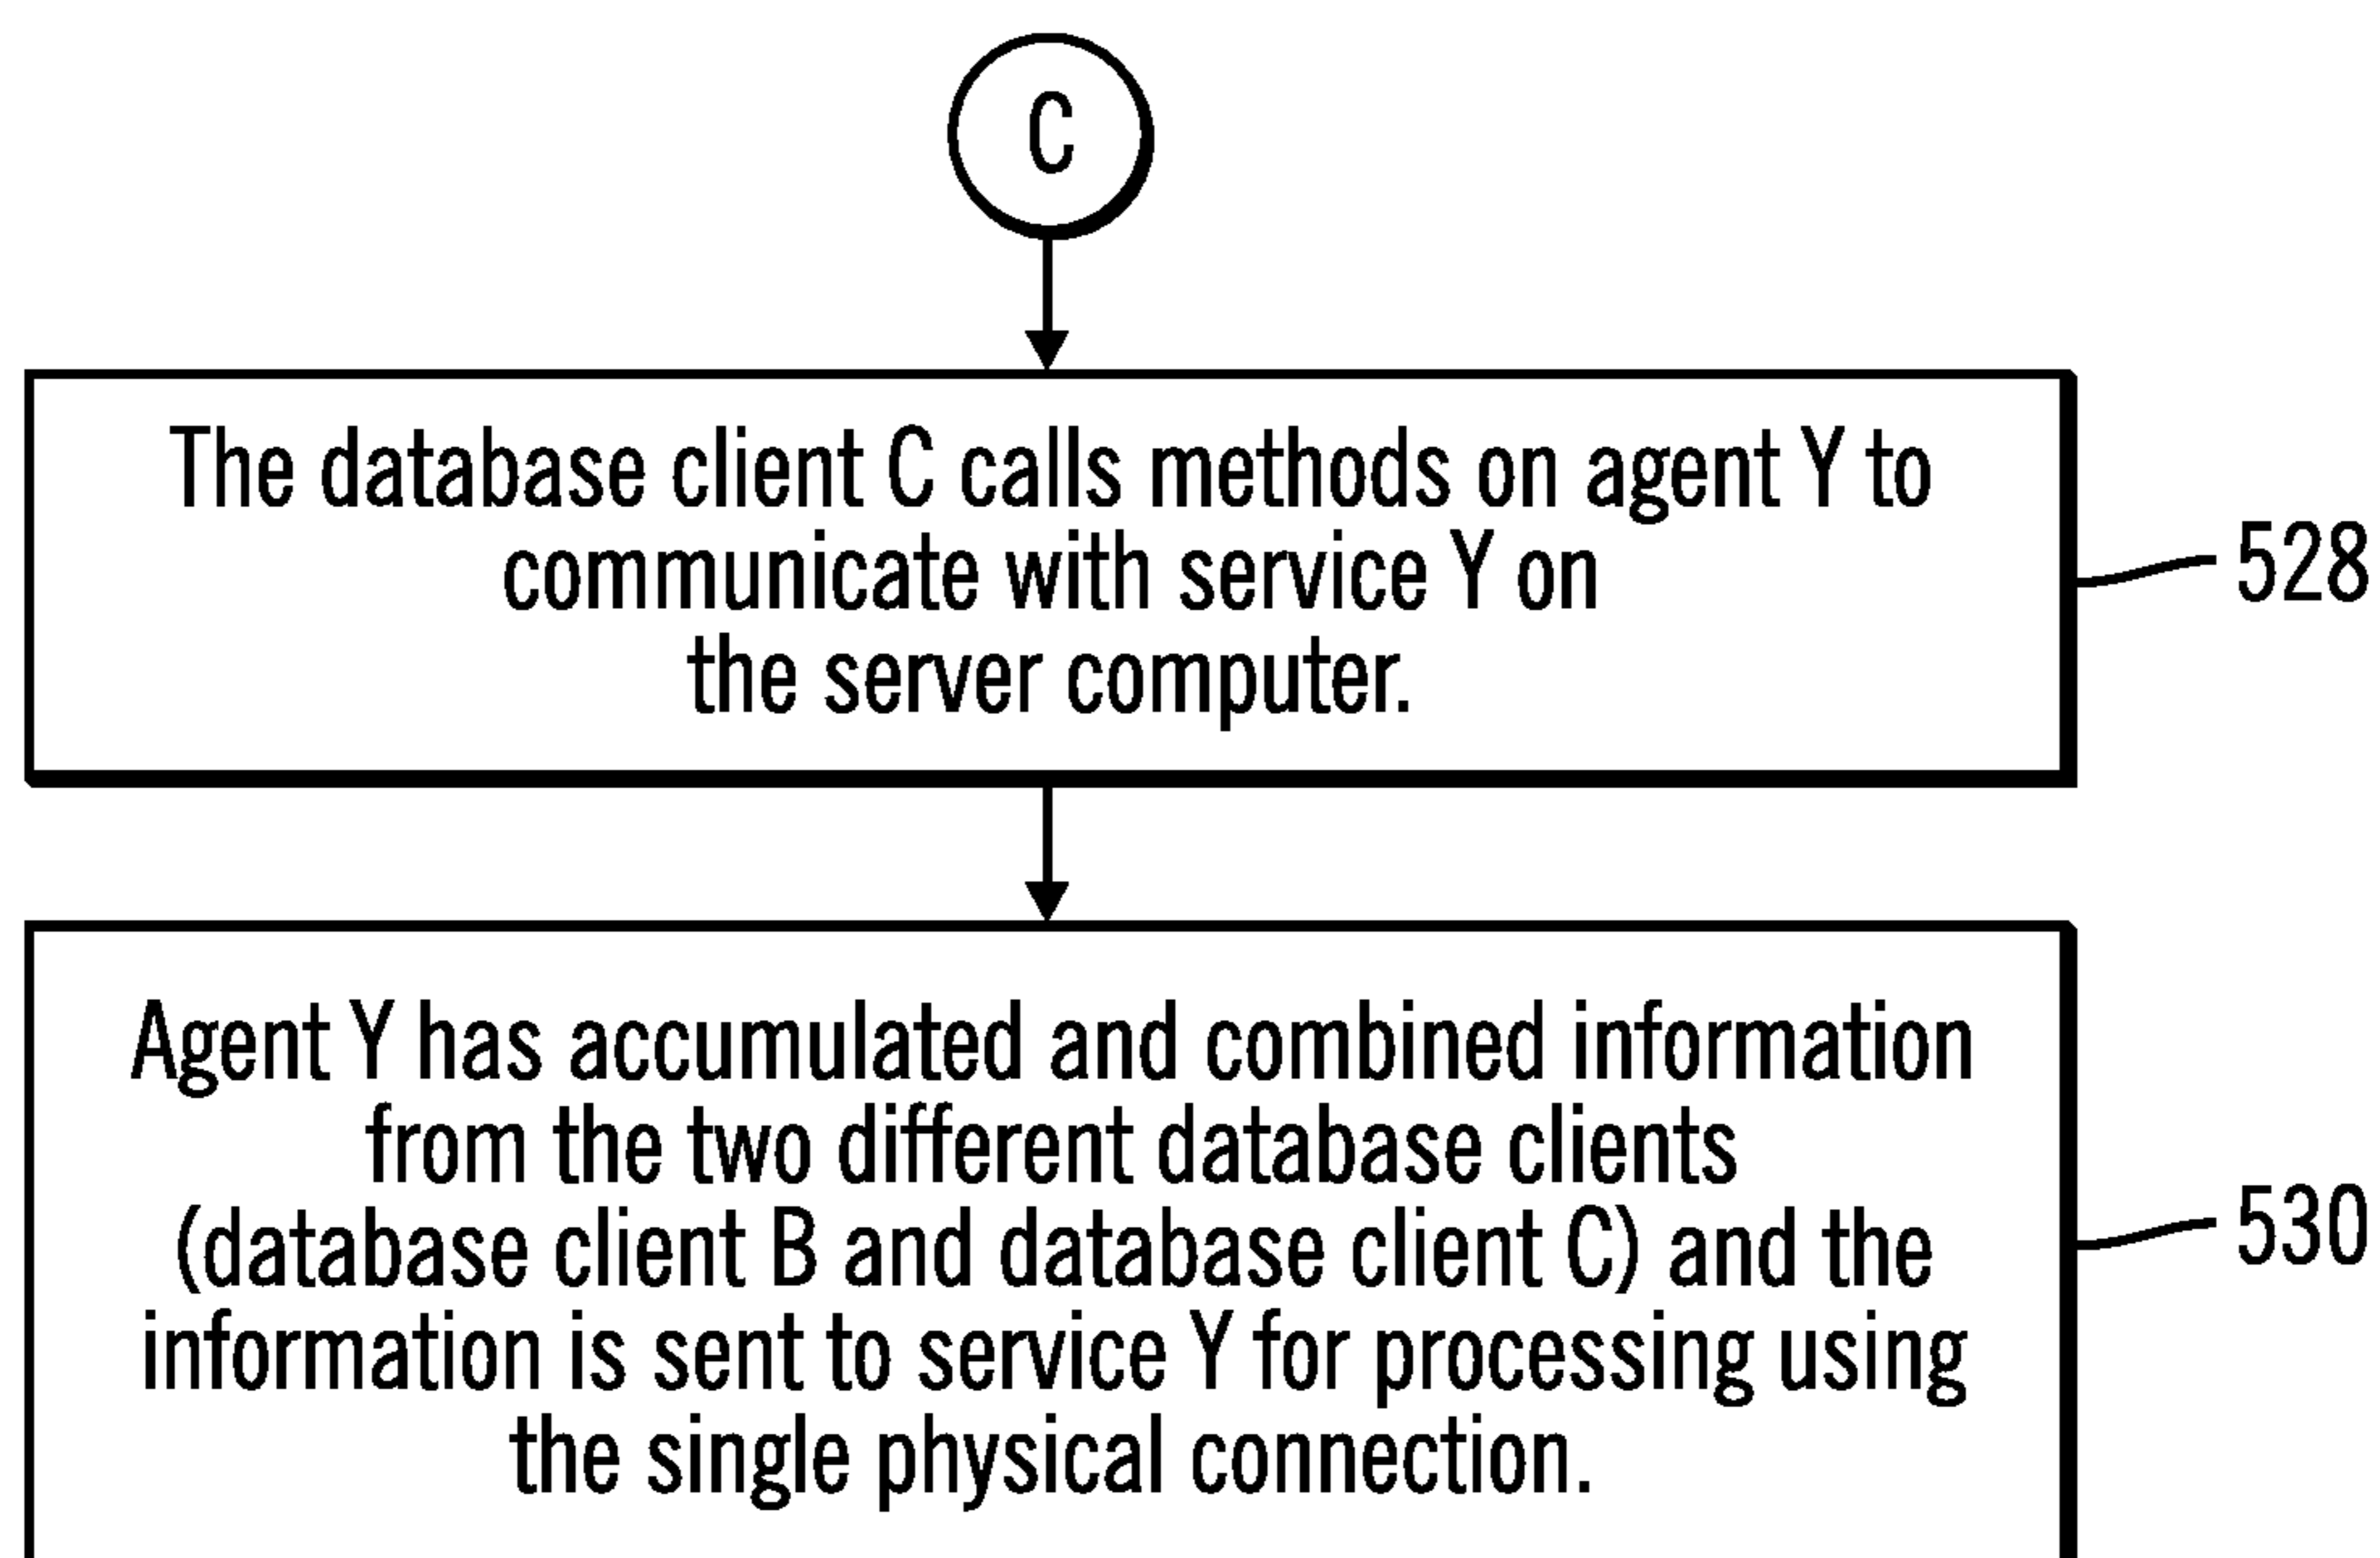 C
The database client C calls methods on agent Y to
communicate with service Y on
the server computer.
528
Agent Y has accumulated and combined information
from the two different database clients
(database client B and database client C) and the
information is sent to service Y for processing using
the single physical connection.
530